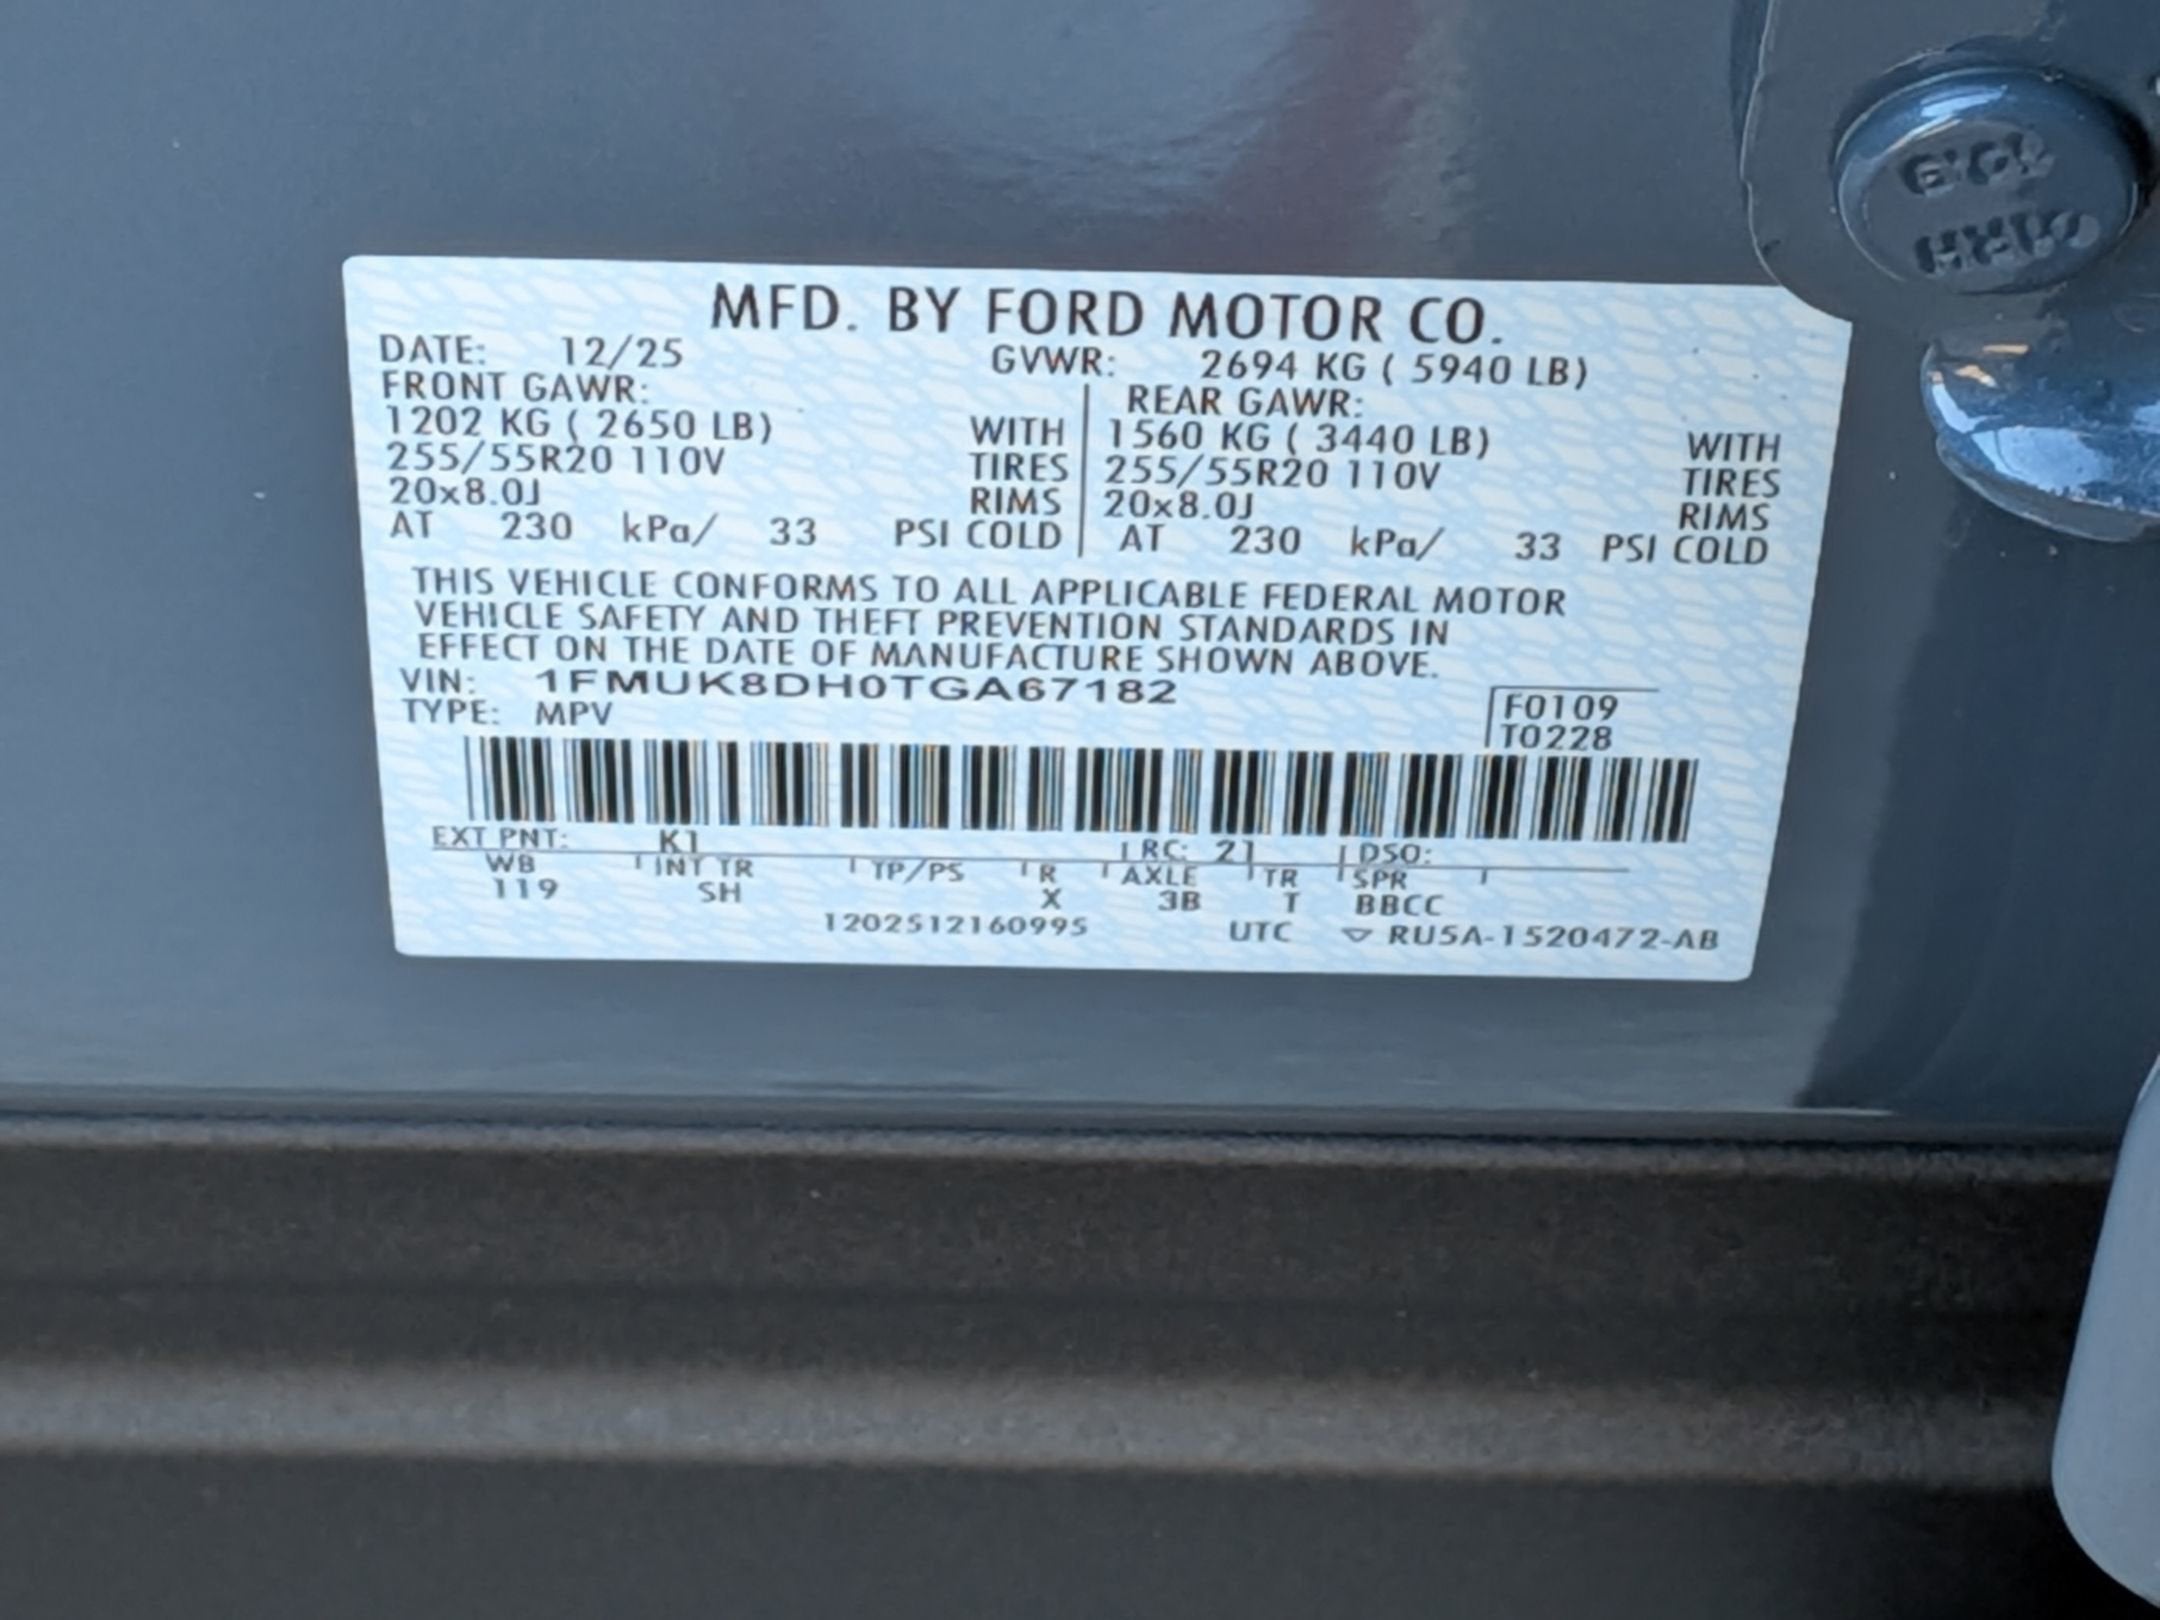 MFD. BY FORD MOTOR CO.
DATE: 12/25 GVWR: 2694 KG ( 5940 LB)
FRONT GAWR: REAR GAWR:
1202 KG ( 2650 LB) WITH 1560 KG ( 3440 LB) WITH
255/55R20 110V TIRES 255/55R20 110V TIRES
20x8.0J RIMS 20x8.0J RIMS
AT 230 kPa/ 33 PSI COLD AT 230 kPa/ 33 PSI COLD
THIS VEHICLE CONFORMS TO ALL APPLICABLE FEDERAL MOTOR
VEHICLE SAFETY AND THEFT PREVENTION STANDARDS IN
EFFECT ON THE DATE OF MANUFACTURE SHOWN ABOVE.
VIN: 1FMUK8DH0TGA67182
TYPE: MPV
F0109
T0228
EXT PNT: K1 RC: 21 DSO:
WB INT TR TP/PS R AXLE TR SPR
119 SH X 3B T BBCC
1202512160995 UTC ▽ RU5A-1520472-AB